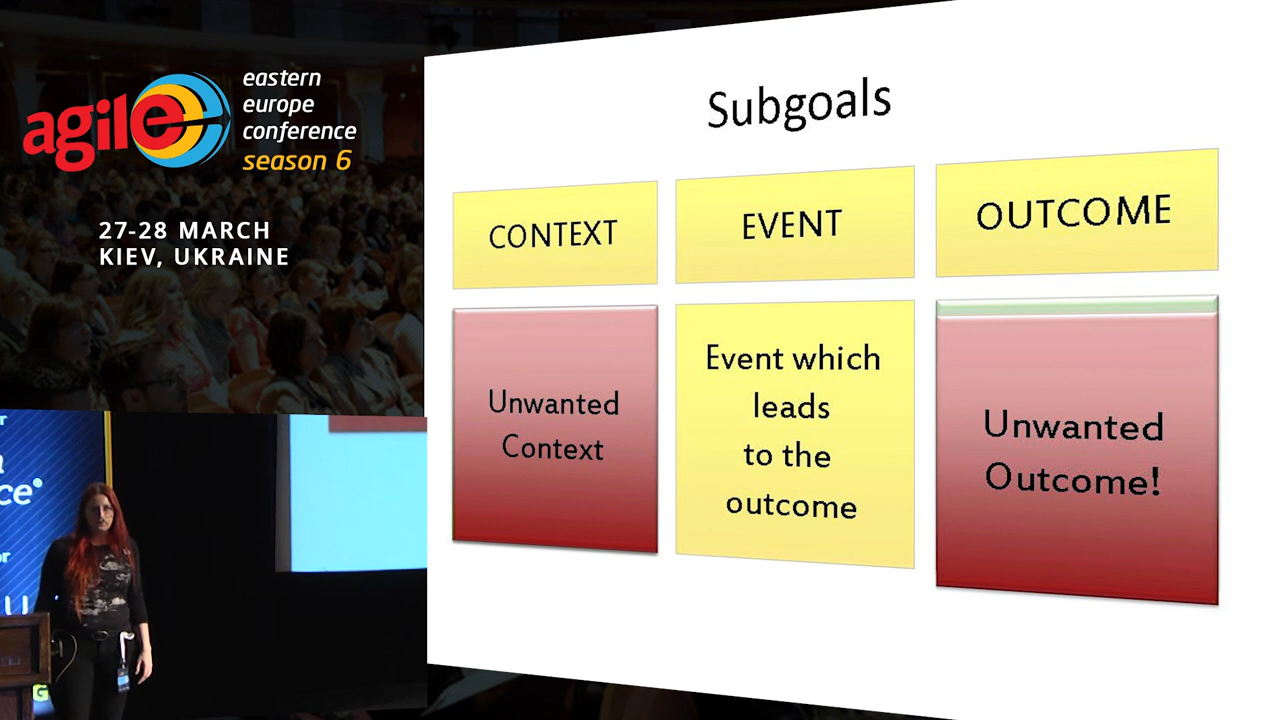 agile
eastern
europe
conference
season 6
27-28 MARCH
KIEV, UKRAINE
Subgoals
CONTEXT
EVENT
OUTCOME
Unwanted
Context
Event which
leads
to the
outcome
Unwanted
Outcome!